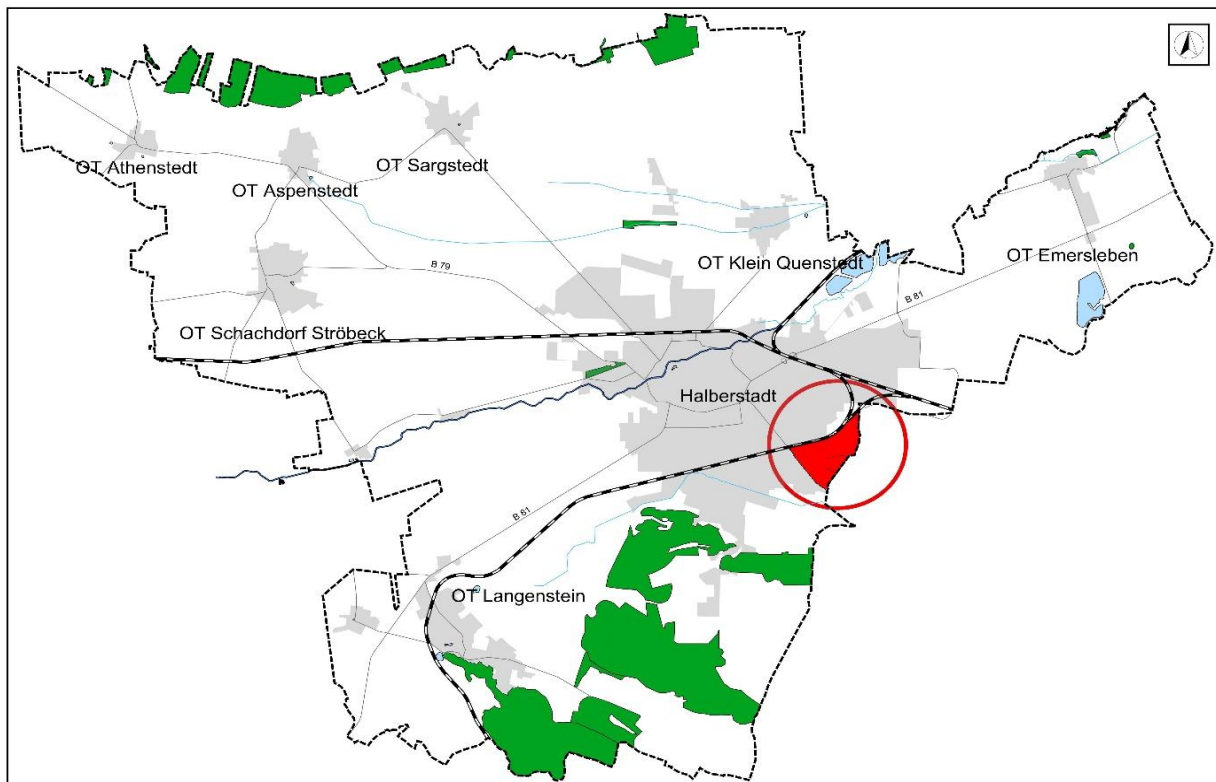 OT Athenstedt
OT Sargstedt
OT Aspenstedt
B 79
OT Klein Quenstedt
OT Emersleben
B 81
OT Schachdorf Ströbeck
Halberstadt
B 81
OT Langenstein